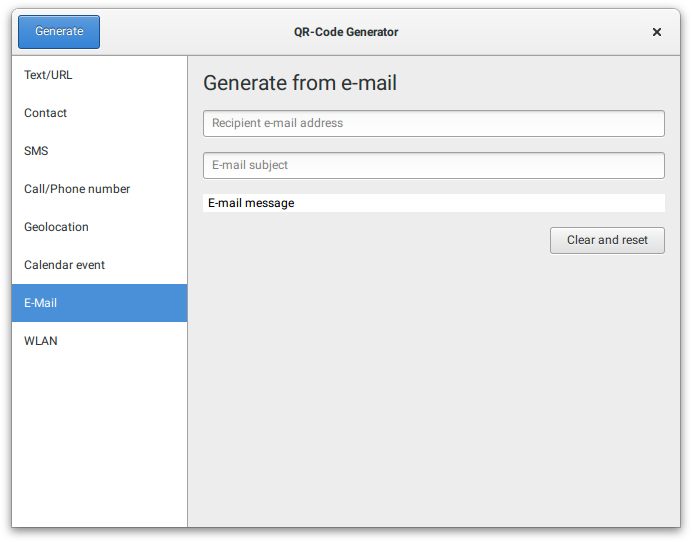 Generate
QR-Code Generator
Text/URL
Contact
SMS
Call/Phone number
Geolocation
Calendar event
E-Mail
WLAN
Generate from e-mail
Recipient e-mail address
E-mail subject
E-mail message
Clear and reset